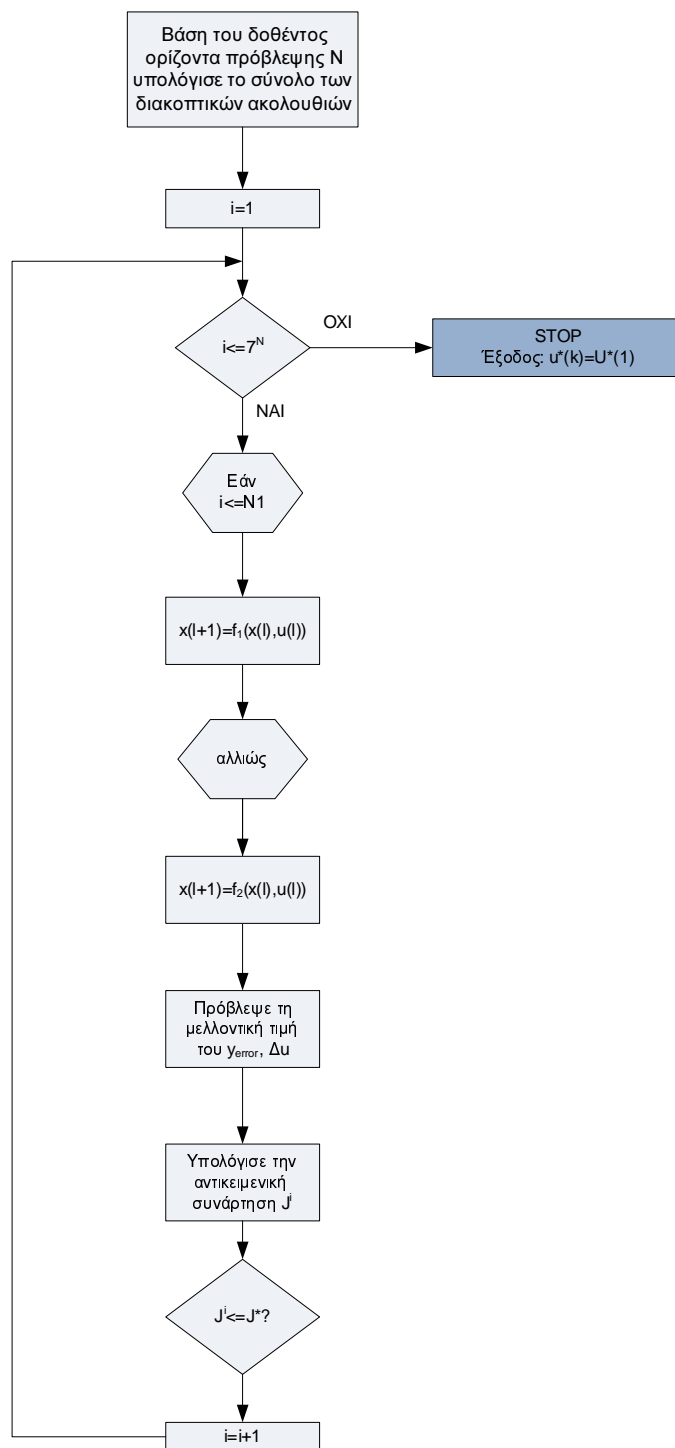 Βάση του δοθέντος
ορίζοντα πρόβλεψης Ν
υπολόγισε το σύνολο των
διακοπτικών ακολουθιών
i=1
i<=7^N
ΟΧΙ
STOP
Έξοδος: u*(k)=U*(1)
ΝΑΙ
Εάν
i<=N1
x(l+1)=f₁(x(l),u(l))
αλλιώς
x(l+1)=f₂(x(l),u(l))
Πρόβλεψε τη
μελλοντική τιμή
του y_error, Δu
Υπολόγισε την
αντικειμενική
συνάρτηση J^i
J^i<=J*?
i=i+1